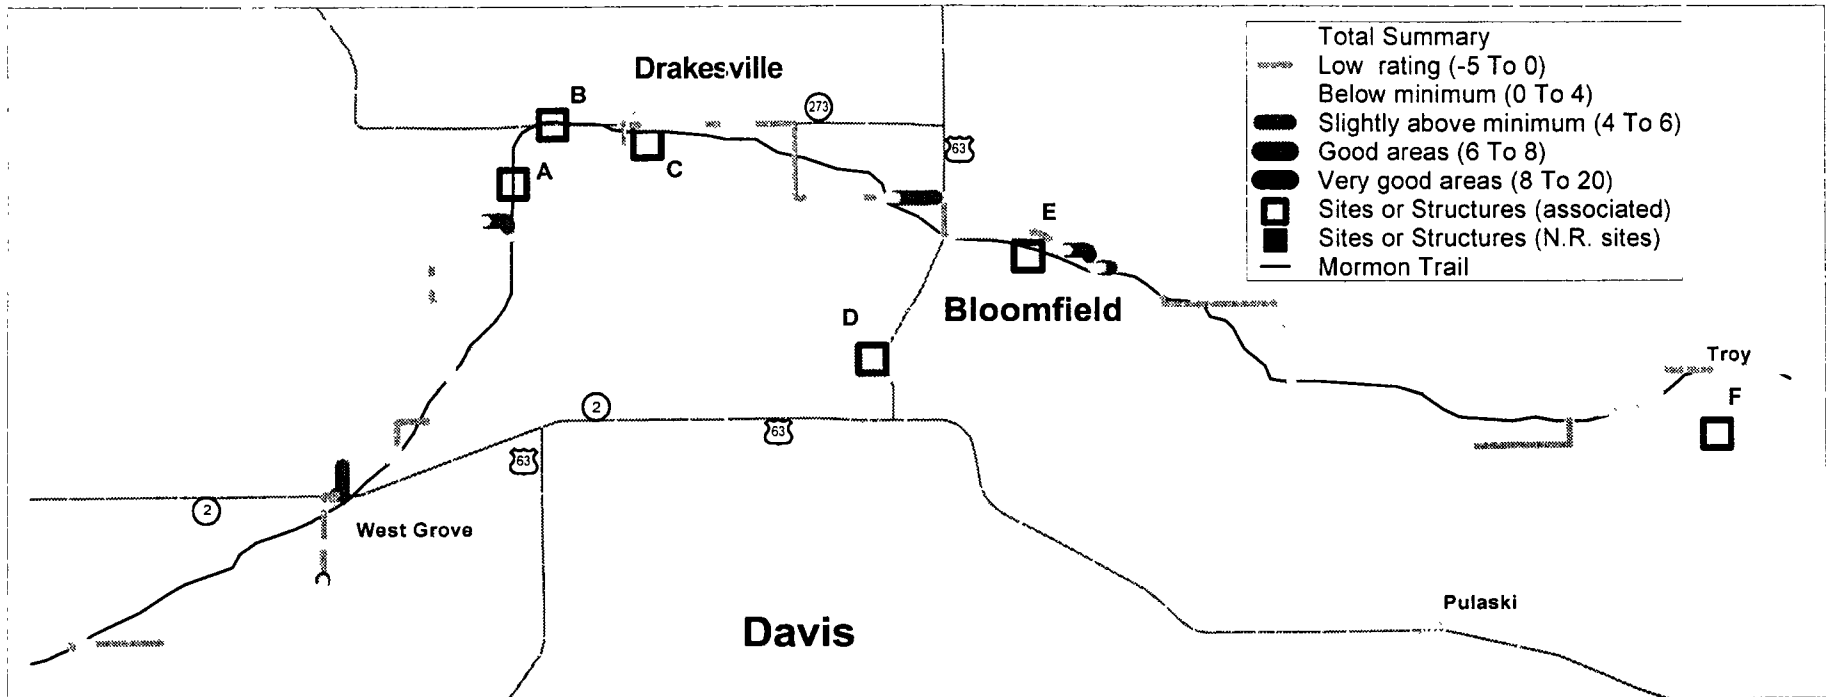 Total Summary
Low rating (-5 To 0)
Below minimum (0 To 4)
Slightly above minimum (4 To 6)
Good areas (6 To 8)
Very good areas (8 To 20)
Sites or Structures (associated)
Sites or Structures (N.R. sites)
Mormon Trail
Drakesville
B
273
63
A
C
E
Bloomfield
D
Troy
F
2
63
63
2
West Grove
Pulaski
Davis